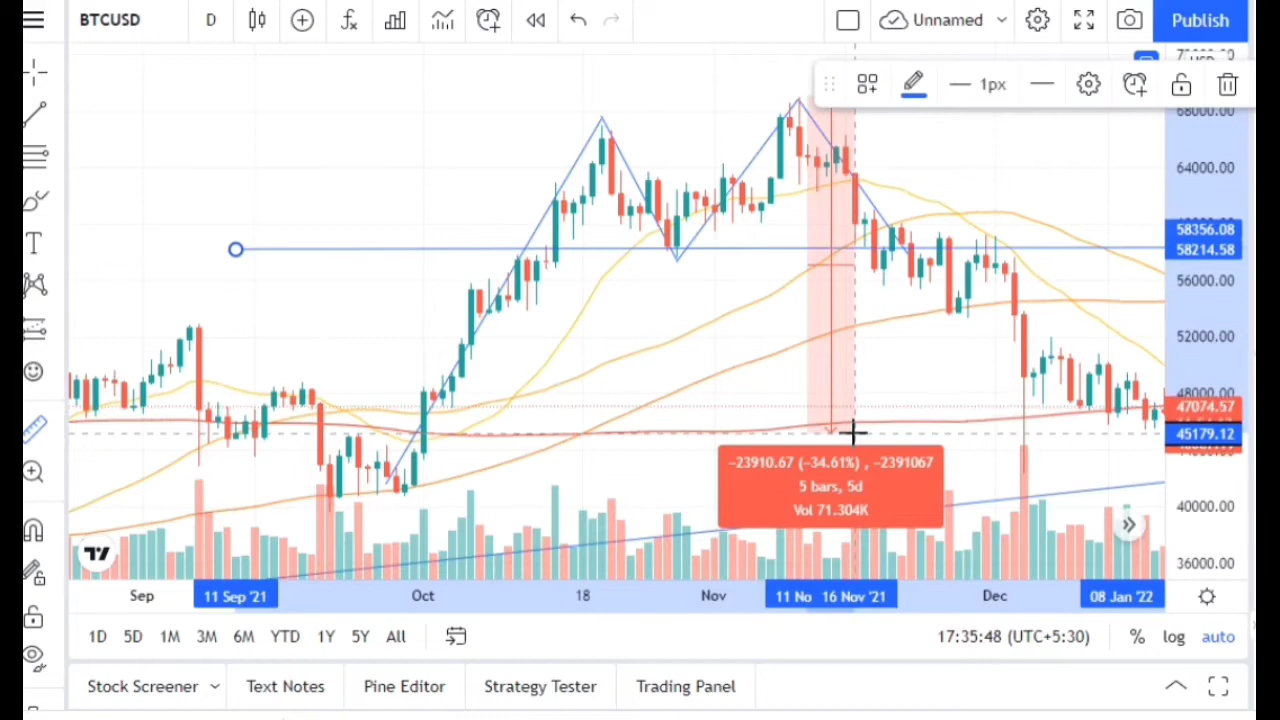 BTCUSD D Unnamed Publish
1px
68000.00
64000.00
58356.08
58214.58
56000.00
52000.00
48000.00
47074.57
45179.12
40000.00
36000.00
−23910.67 (−34.61%) , −2391067
5 bars, 5d
Vol 71.304K
Sep 11 Sep '21 Oct 18 Nov 11 No 16 Nov '21 Dec 08 Jan '22
1D 5D 1M 3M 6M YTD 1Y 5Y All 17:35:48 (UTC+5:30) % log auto
Stock Screener Text Notes Pine Editor Strategy Tester Trading Panel